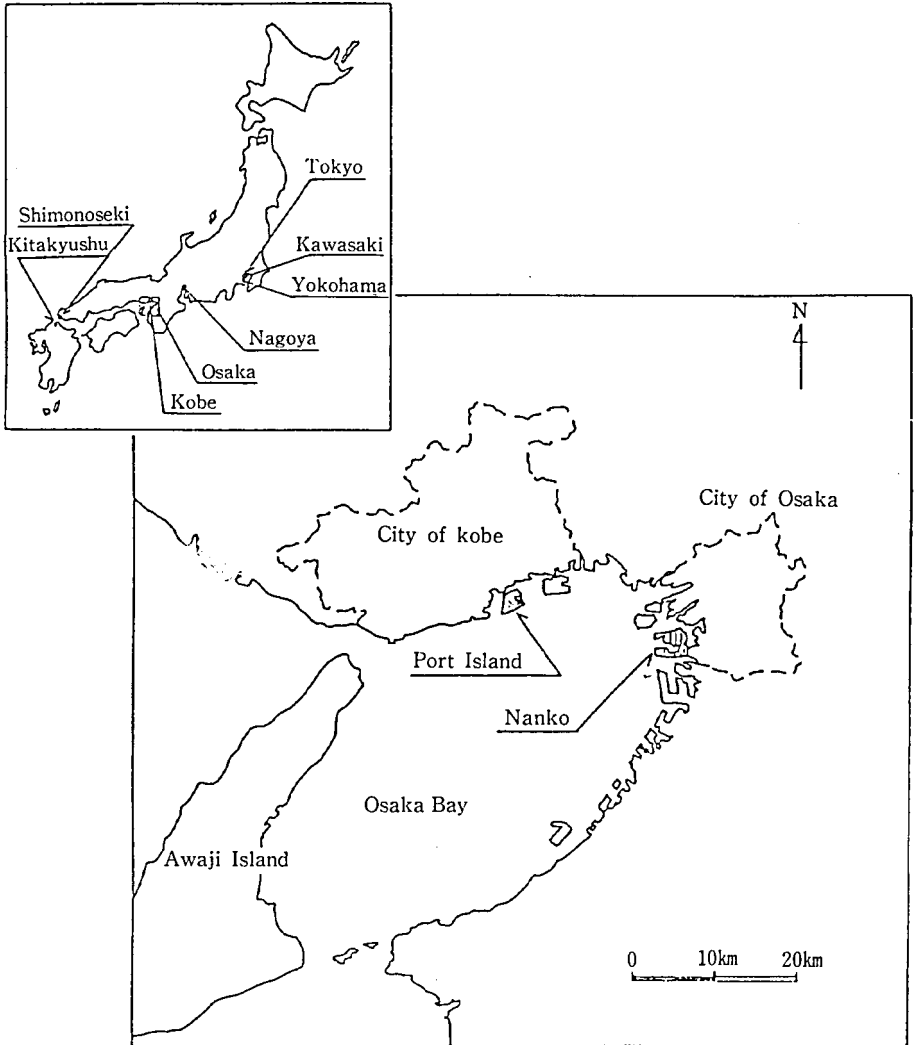 Tokyo
Shimonoseki
Kitakyushu
Kawasaki
Yokohama
Nagoya
Osaka
Kobe
N
City of Osaka
City of kobe
Port Island
Nanko
Osaka Bay
Awaji Island
0 10km 20km